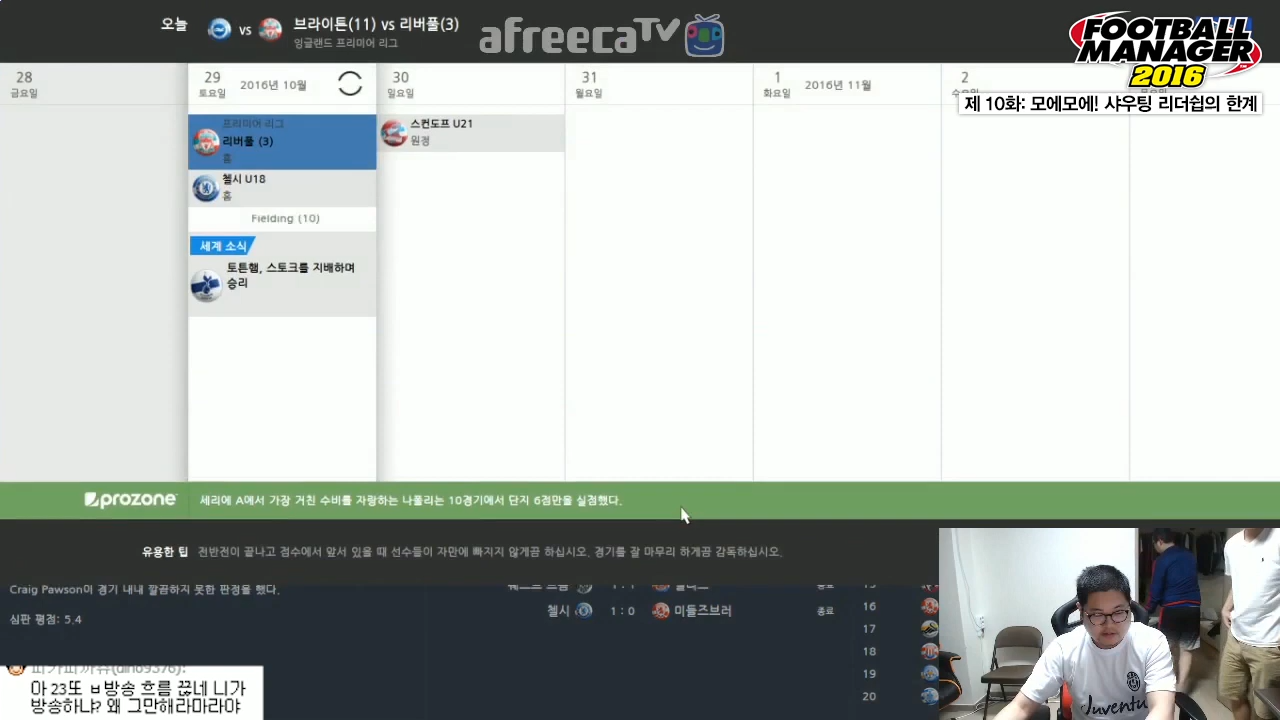 오늘
vs
브라이튼(11) vs 리버풀(3)
잉글랜드 프리미어 리그
afreecaTV
FOOTBALL
MANAGER
2016
제 10화: 모에모에! 샤우팅 리더쉽의 한계
28
금요일
29
토요일
2016년 10월
30
일요일
31
월요일
1
화요일
2016년 11월
2
프리미어 리그
리버풀 (3)
홈
첼시 U18
홈
Fielding (10)
세계 소식
토튼햄, 스토크를 지배하며
승리
스컨도프 U21
원정
prozone
세리에 A에서 가장 거친 수비를 자랑하는 나폴리는 10경기에서 단지 6점만을 실점했다.
유용한 팁
전반전이 끝나고 점수에서 앞서 있을 때 선수들이 자만에 빠지지 않게끔 하십시오. 경기를 잘 마무리 하게끔 감독하십시오.
Craig Pawson이 경기 내내 깔끔하지 못한 판정을 했다.
심판 평점: 5.4
첼시 1 : 0 미들즈브러 종료
16
17
18
19
20
아 23또 ㅂ방송 흐름 끊네 니가
방송하냐? 왜 그만해라마라야
Juventu